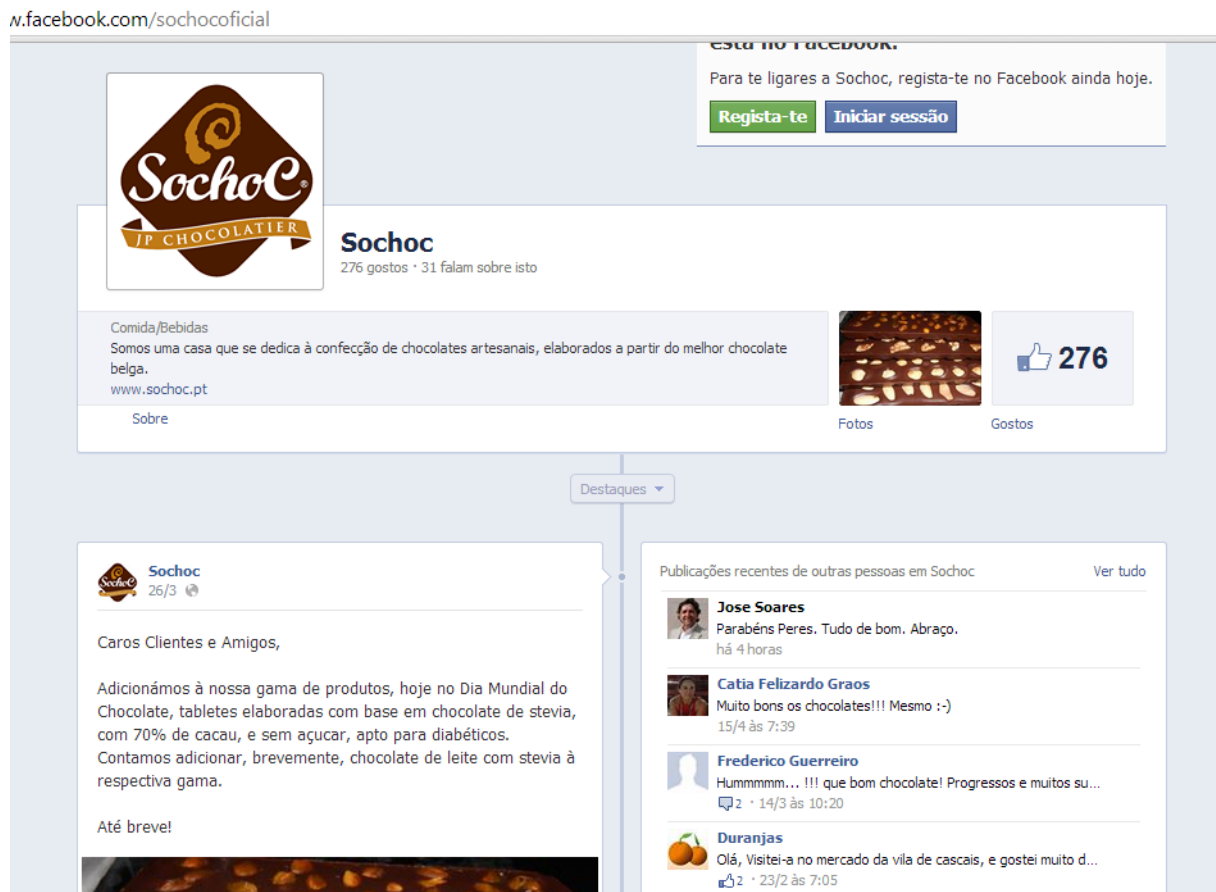 w.facebook.com/sochocoficial
está no Facebook.
Para te ligares a Sochoc, regista-te no Facebook ainda hoje.
Regista-te Iniciar sessão
SochoC®
JP CHOCOLATIER
Sochoc
276 gostos · 31 falam sobre isto
Comida/Bebidas
Somos uma casa que se dedica à confecção de chocolates artesanais, elaborados a partir do melhor chocolate
belga.
www.sochoc.pt
Sobre
276
Fotos
Gostos
Destaques
SochoC
Sochoc
26/3
Caros Clientes e Amigos,
Adicionámos à nossa gama de produtos, hoje no Dia Mundial do
Chocolate, tabletes elaboradas com base em chocolate de stevia,
com 70% de cacau, e sem açucar, apto para diabéticos.
Contamos adicionar, brevemente, chocolate de leite com stevia à
respectiva gama.
Até breve!
Publicações recentes de outras pessoas em Sochoc Ver tudo
Jose Soares
Parabéns Peres. Tudo de bom. Abraço.
há 4 horas
Catia Felizardo Graos
Muito bons os chocolates!!! Mesmo :-)
15/4 às 7:39
Frederico Guerreiro
Hummmmm... !!! que bom chocolate! Progressos e muitos su...
2 · 14/3 às 10:20
Duranjas
Olá, Visitei-a no mercado da vila de cascais, e gostei muito d...
2 · 23/2 às 7:05